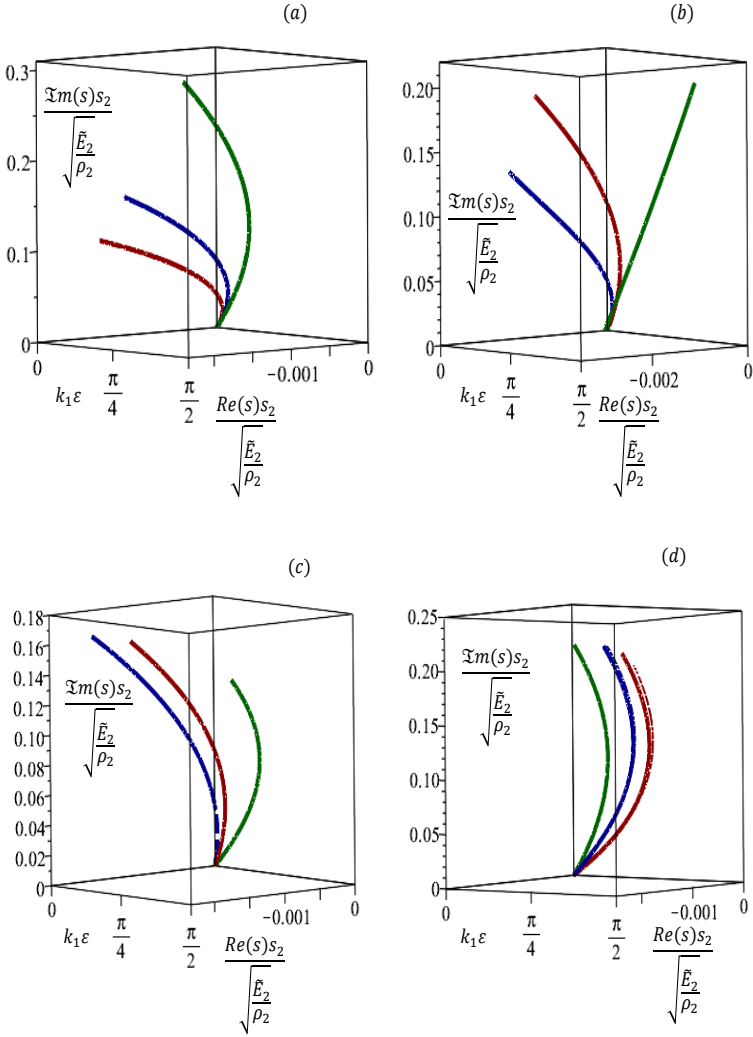 (a)
0.3
𝔍m(s)s₂
√Ẽ₂/ρ₂
0.2
0.1
0
0
k₁ε
π/4
π/2
−0.001
0
Re(s)s₂
√Ẽ₂/ρ₂
(b)
0.20
0.15
𝔍m(s)s₂
√Ẽ₂/ρ₂
0.10
0.05
0
0
k₁ε
π/4
π/2
−0.002
0
Re(s)s₂
√Ẽ₂/ρ₂
(c)
0.18
0.16
0.14
𝔍m(s)s₂
√Ẽ₂/ρ₂
0.12
0.10
0.08
0.06
0.04
0.02
0
0
k₁ε
π/4
π/2
−0.001
0
Re(s)s₂
√Ẽ₂/ρ₂
(d)
0.25
𝔍m(s)s₂
√Ẽ₂/ρ₂
0.20
0.15
0.10
0.05
0
0
k₁ε
π/4
π/2
−0.001
0
Re(s)s₂
√Ẽ₂/ρ₂